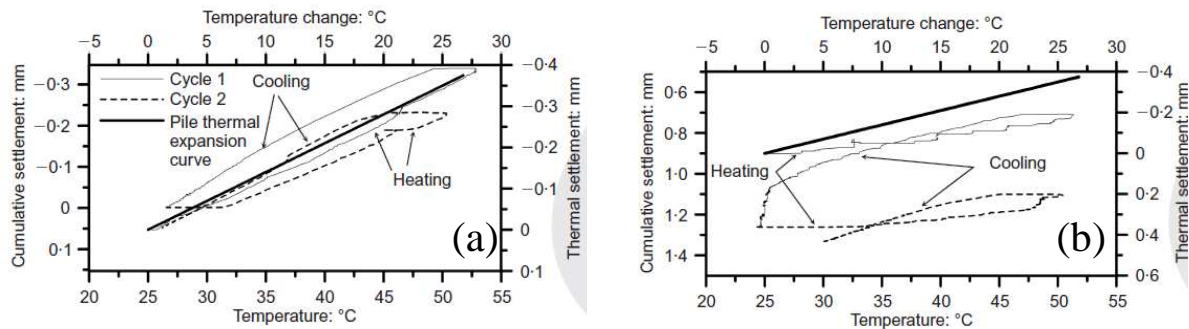 Temperature change: °C
−5 0 5 10 15 20 25 30
Cumulative settlement: mm
−0·3
−0·2
−0·1
0
0·1
Cycle 1
Cycle 2
Pile thermal
expansion
curve
Cooling
Heating
(a)
−0·4
−0·3
−0·2
−0·1
0
0·1
Thermal settlement: mm
20 25 30 35 40 45 50 55
Temperature: °C
Temperature change: °C
−5 0 5 10 15 20 25 30
Cumulative settlement: mm
0·6
0·8
1·0
1·2
1·4
Heating
Cooling
(b)
−0·4
−0·2
0
0·2
0·4
0·6
Thermal settlement: mm
20 25 30 35 40 45 50 55
Temperature: °C